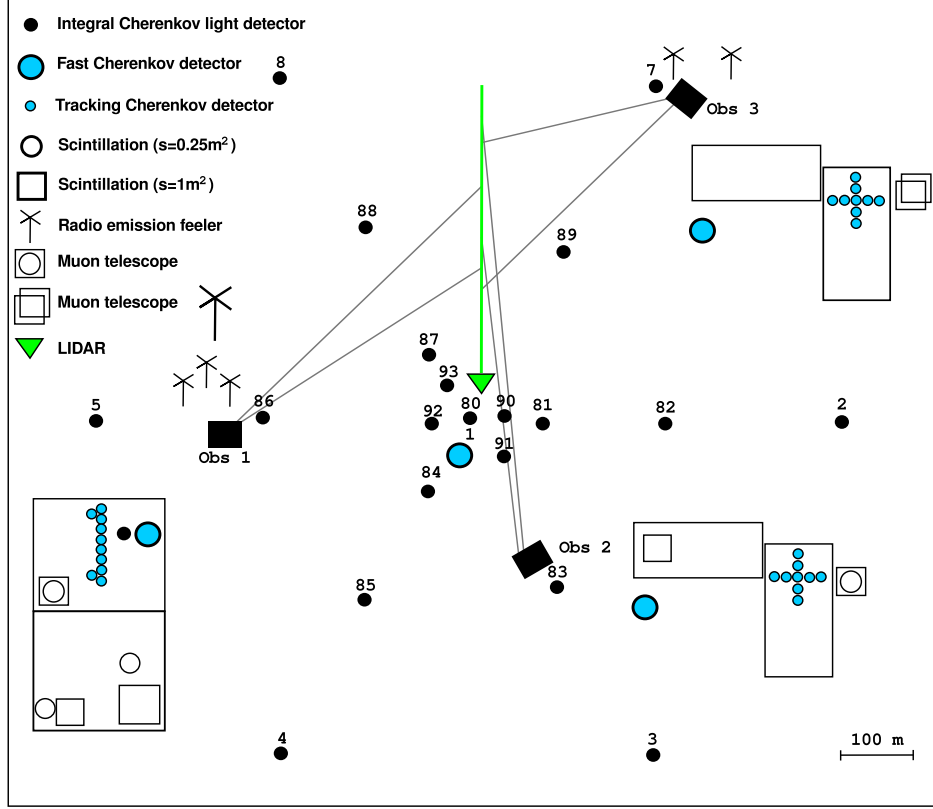 Integral Cherenkov light detector
Fast Cherenkov detector
Tracking Cherenkov detector
Scintillation (s=0.25m²)
Scintillation (s=1m²)
Radio emission feeler
Muon telescope
Muon telescope
LIDAR
8
7
Obs 3
88
89
87
93
5
86
92
80
90
81
82
2
1
Obs 1
91
84
Obs 2
83
85
4
3
100 m